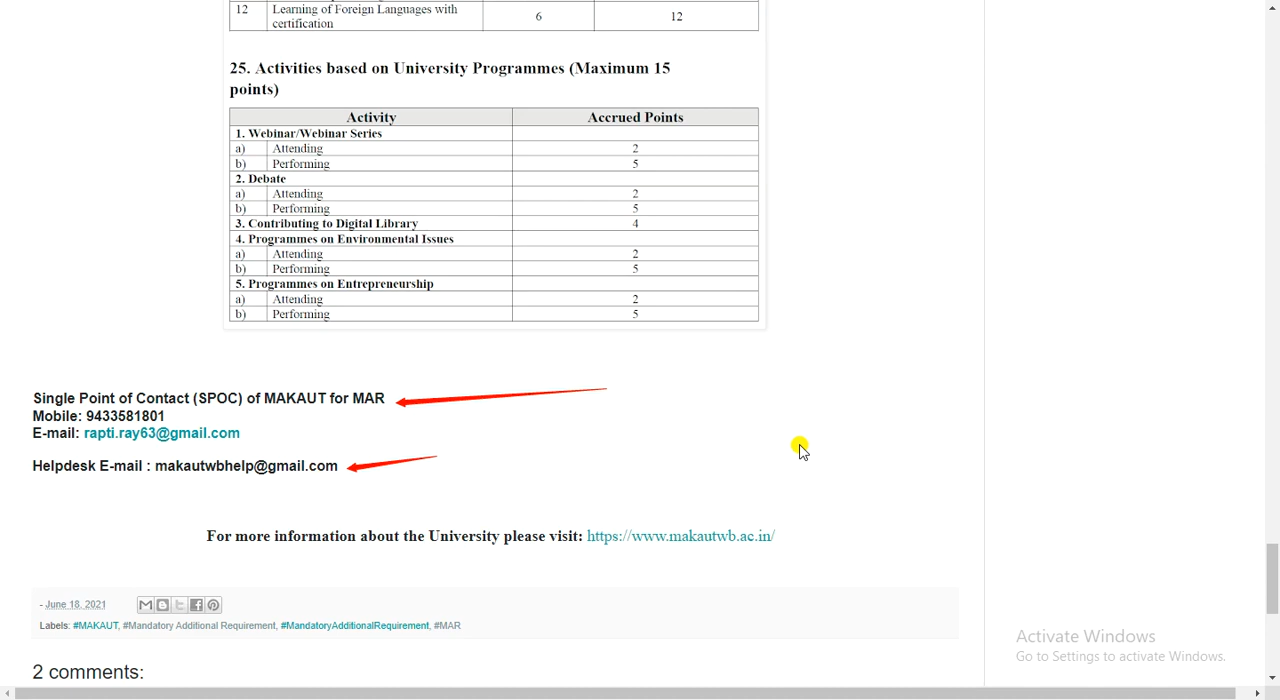 12 Learning of Foreign Languages with 6 12
certification
25. Activities based on University Programmes (Maximum 15
points)
Activity Accrued Points
1. Webinar/Webinar Series
a) Attending 2
b) Performing 5
2. Debate
a) Attending 2
b) Performing 5
3. Contributing to Digital Library 4
4. Programmes on Environmental Issues
a) Attending 2
b) Performing 5
5. Programmes on Entrepreneurship
a) Attending 2
b) Performing 5
Single Point of Contact (SPOC) of MAKAUT for MAR
Mobile: 9433581801
E-mail: rapti.ray63@gmail.com
Helpdesk E-mail : makautwbhelp@gmail.com
For more information about the University please visit: https://www.makautwb.ac.in/
- June 18, 2021
Labels: #MAKAUT, #Mandatory Additional Requirement, #MandatoryAdditionalRequirement, #MAR
Activate Windows
Go to Settings to activate Windows.
2 comments: